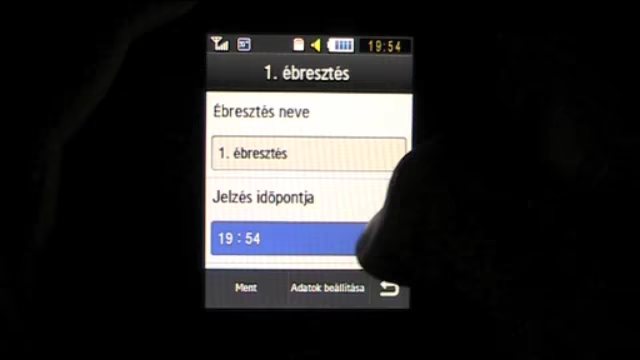 19:54
1. ébresztés
Ébresztés neve
1. ébresztés
Jelzés időpontja
19 : 54
Ment Adatok beállítása